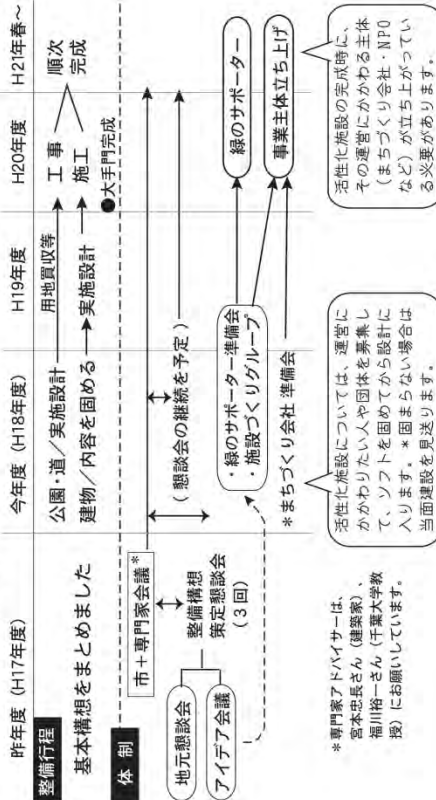 昨年度（H17年度）
今年度（H18年度）
H19年度
H20年度
H21年春～
整備行程
基本構想をまとめました
公園・道／実施設計
用地買収等
工事
建物／内容を固める
実施設計
施工
順次
完成
●大手門完成
体 制
市＋専門家会議*
整備構想
策定懇談会
（3回）
地元懇談会
アイデア会議
（懇談会の継続を予定）
・緑のサポーター準備会
・施設づくりグループ
＊まちづくり会社 準備会
緑のサポーター
事業主体立ち上げ
＊専門家アドバイザーは、
宮本忠長さん（建築家）、
福川裕一さん（千葉大学教
授）にお願いしています。
活性化施設については、運営に
かかわりたい人や団体を募集し
て、ソフトを固めてから設計に
入ります。＊固まらない場合は
当面建設を見送ります。
活性化施設の完成時に、
その運営にかかわる主体
（まちづくり会社・NPO
など）が立ち上がってい
る必要があります。